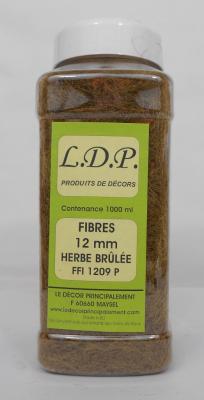 L.D.P.
PRODUITS DE DÉCORS
Contenance 1000 ml
FIBRES
12 mm
HERBE BRÛLÉE
FFI 1209 P
LE DÉCOR PRINCIPALEMENT
F 60660 MAYSEL
www.ledecorprincipalement.com